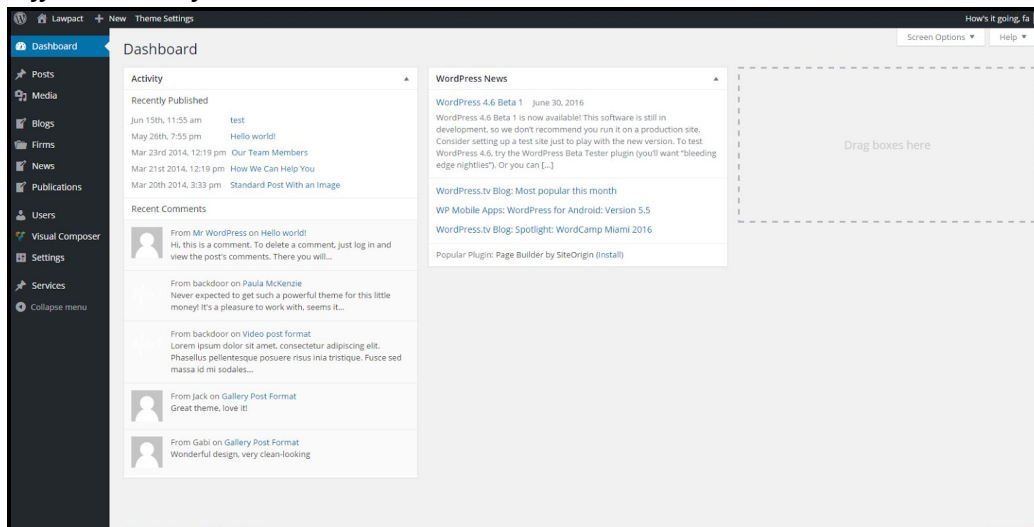 Lawpact
New
Theme Settings
How's it going, fa
Screen Options
Help
Dashboard
Posts
Media
Blogs
Firms
News
Publications
Users
Visual Composer
Settings
Services
Collapse menu
Dashboard
Activity
Recently Published
Jun 15th, 11:55 am test
May 26th, 7:55 pm Hello world!
Mar 23rd 2014, 12:19 pm Our Team Members
Mar 21st 2014, 12:19 pm How We Can Help You
Mar 20th 2014, 3:33 pm Standard Post With an Image
Recent Comments
From Mr WordPress on Hello world!
Hi, this is a comment. To delete a comment, just log in and
view the post's comments. There you will...
From backdoor on Paula McKenzie
Never expected to get such a powerful theme for this little
money! It's a pleasure to work with, seems it...
From backdoor on Video post format
Lorem ipsum dolor sit amet, consectetur adipiscing elit.
Phasellus pellentesque posuere risus inia tristique. Fusce sed
massa id mi sodales...
From Jack on Gallery Post Format
Great theme, love it!
From Gabi on Gallery Post Format
Wonderful design, very clean-looking
WordPress News
WordPress 4.6 Beta 1 June 30, 2016
WordPress 4.6 Beta 1 is now available! This software is still in
development, so we don't recommend you run it on a production site.
Consider setting up a test site just to play with the new version. To test
WordPress 4.6, try the WordPress Beta Tester plugin (you'll want "bleeding
edge nightlies"). Or you can [...]
WordPress.tv Blog: Most popular this month
WP Mobile Apps: WordPress for Android: Version 5.5
WordPress.tv Blog: Spotlight: WordCamp Miami 2016
Popular Plugin: Page Builder by SiteOrigin (Install)
Drag boxes here